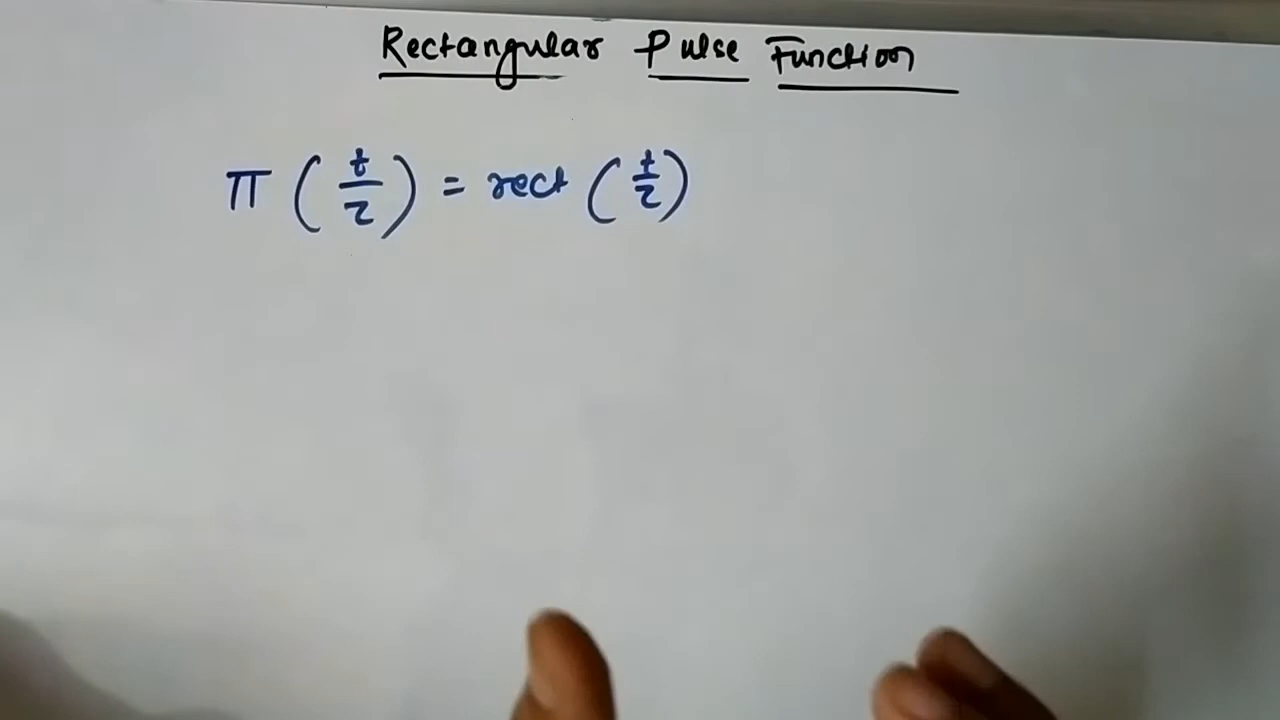 Rectangular Pulse Function
π (t/τ) = rect (t/τ)